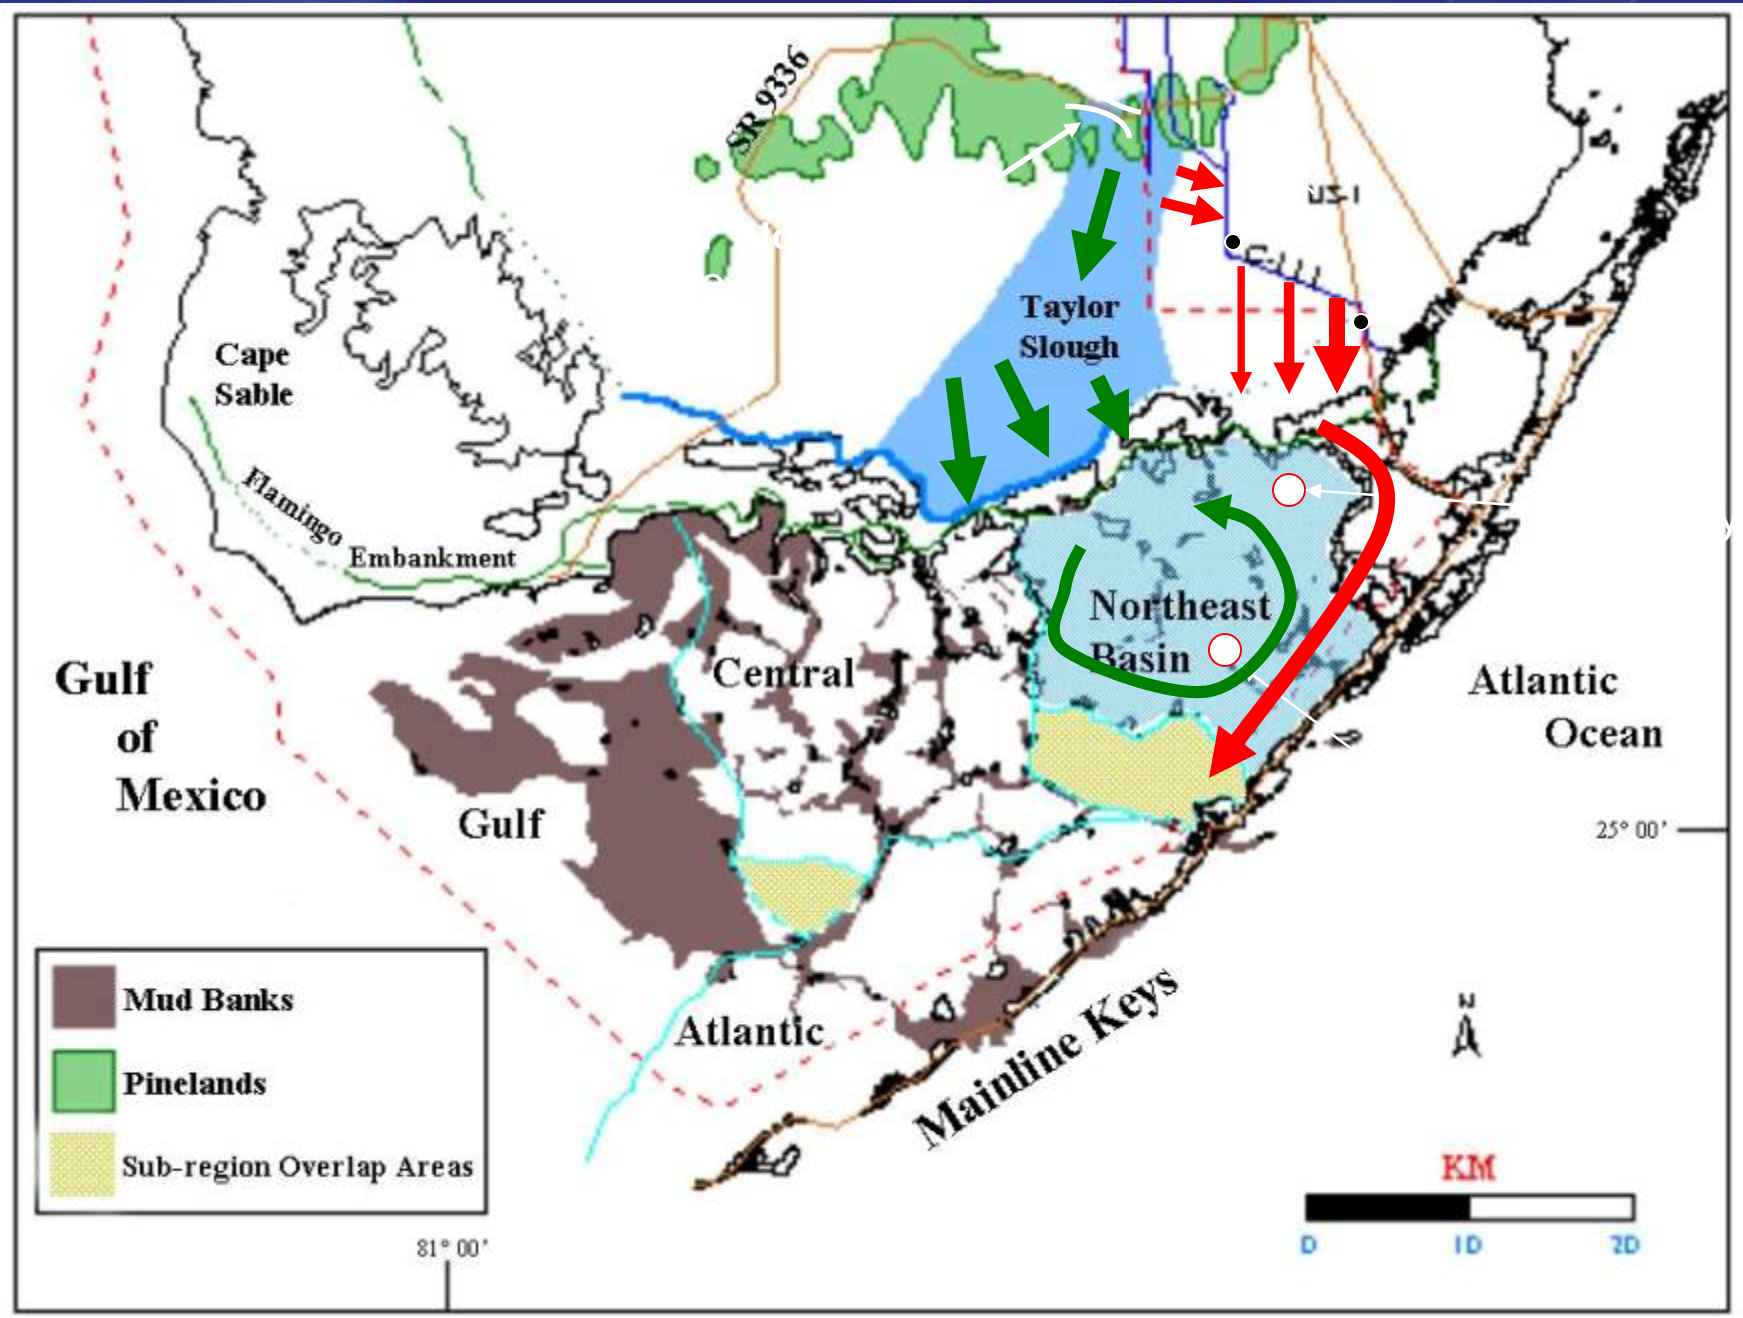 SR 9336
US-1
C-111
Taylor
Slough
Cape
Sable
Flamingo
Embankment
Northeast
Basin
Central
Gulf
of
Mexico
Atlantic
Ocean
Gulf
25° 00'
Mud Banks
Pinelands
Sub-region Overlap Areas
Atlantic
Mainline Keys
N
KM
0 10 20
81° 00'